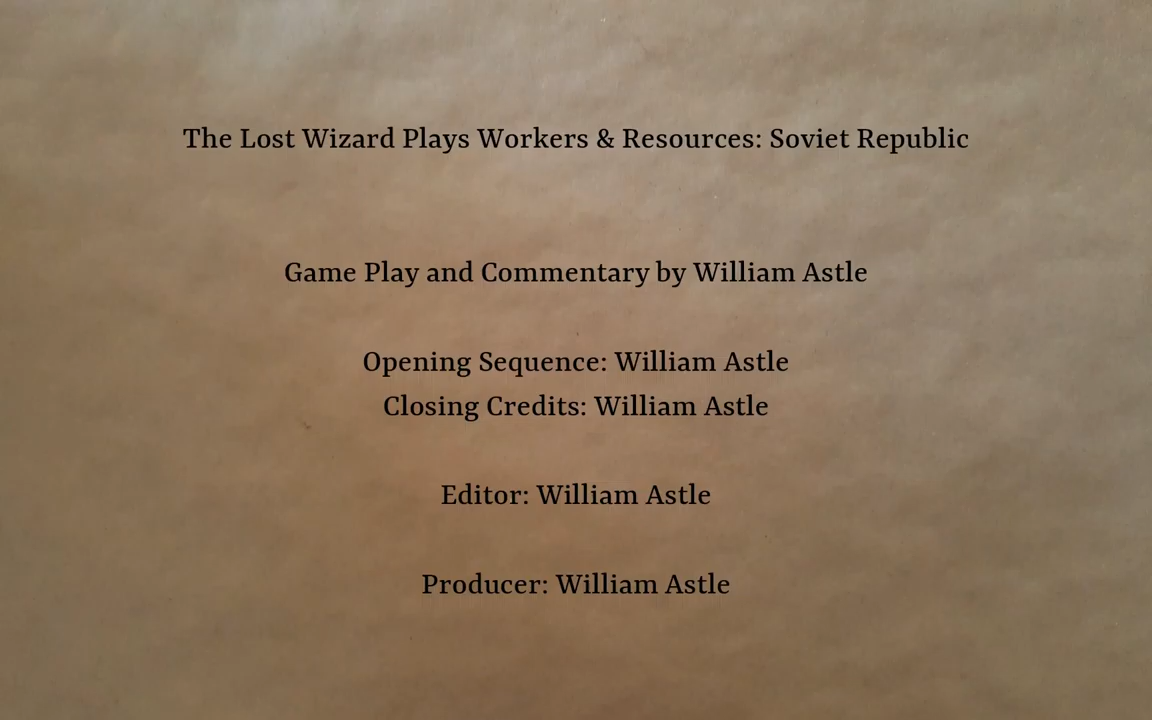 The Lost Wizard Plays Workers & Resources: Soviet Republic
Game Play and Commentary by William Astle
Opening Sequence: William Astle
Closing Credits: William Astle
Editor: William Astle
Producer: William Astle